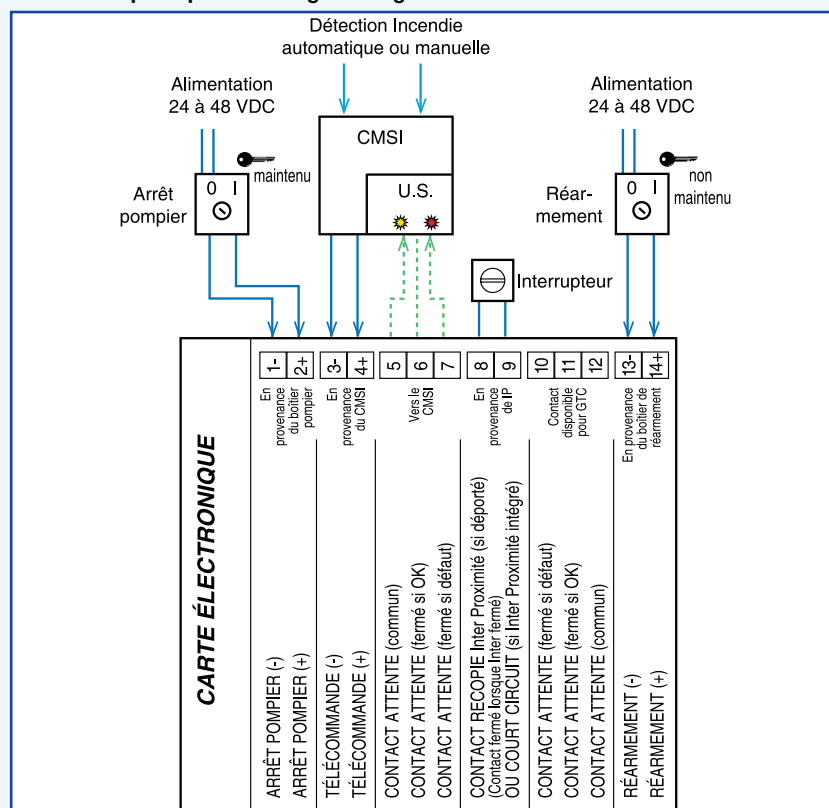 Détection Incendie
automatique ou manuelle
Alimentation
24 à 48 VDC
Alimentation
24 à 48 VDC
CMSI
U.S.
maintenu
0 I
Arrêt
pompier
non
maintenu
0 I
Réar-
mement
Interrupteur
1-
2+
3-
4+
5
6
7
8
9
10
11
12
13-
14+
En
provenance
du boîtier
pompier
En
provenance
du CMSI
Vers le
CMSI
En
provenance
de IP
Contact
disponible
pour GTC
En provenance
du boîtier de
réarmement
CARTE ÉLECTRONIQUE
ARRÊT POMPIER (-)
ARRÊT POMPIER (+)
TÉLÉCOMMANDE (-)
TÉLÉCOMMANDE (+)
CONTACT ATTENTE (commun)
CONTACT ATTENTE (fermé si OK)
CONTACT ATTENTE (fermé si défaut)
CONTACT RECOPIE Inter Proximité (si déporté)
(Contact fermé lorsque Inter fermé)
OU COURT CIRCUIT (si Inter Proximité intégré)
CONTACT ATTENTE (fermé si défaut)
CONTACT ATTENTE (fermé si OK)
CONTACT ATTENTE (commun)
RÉARMEMENT (-)
RÉARMEMENT (+)